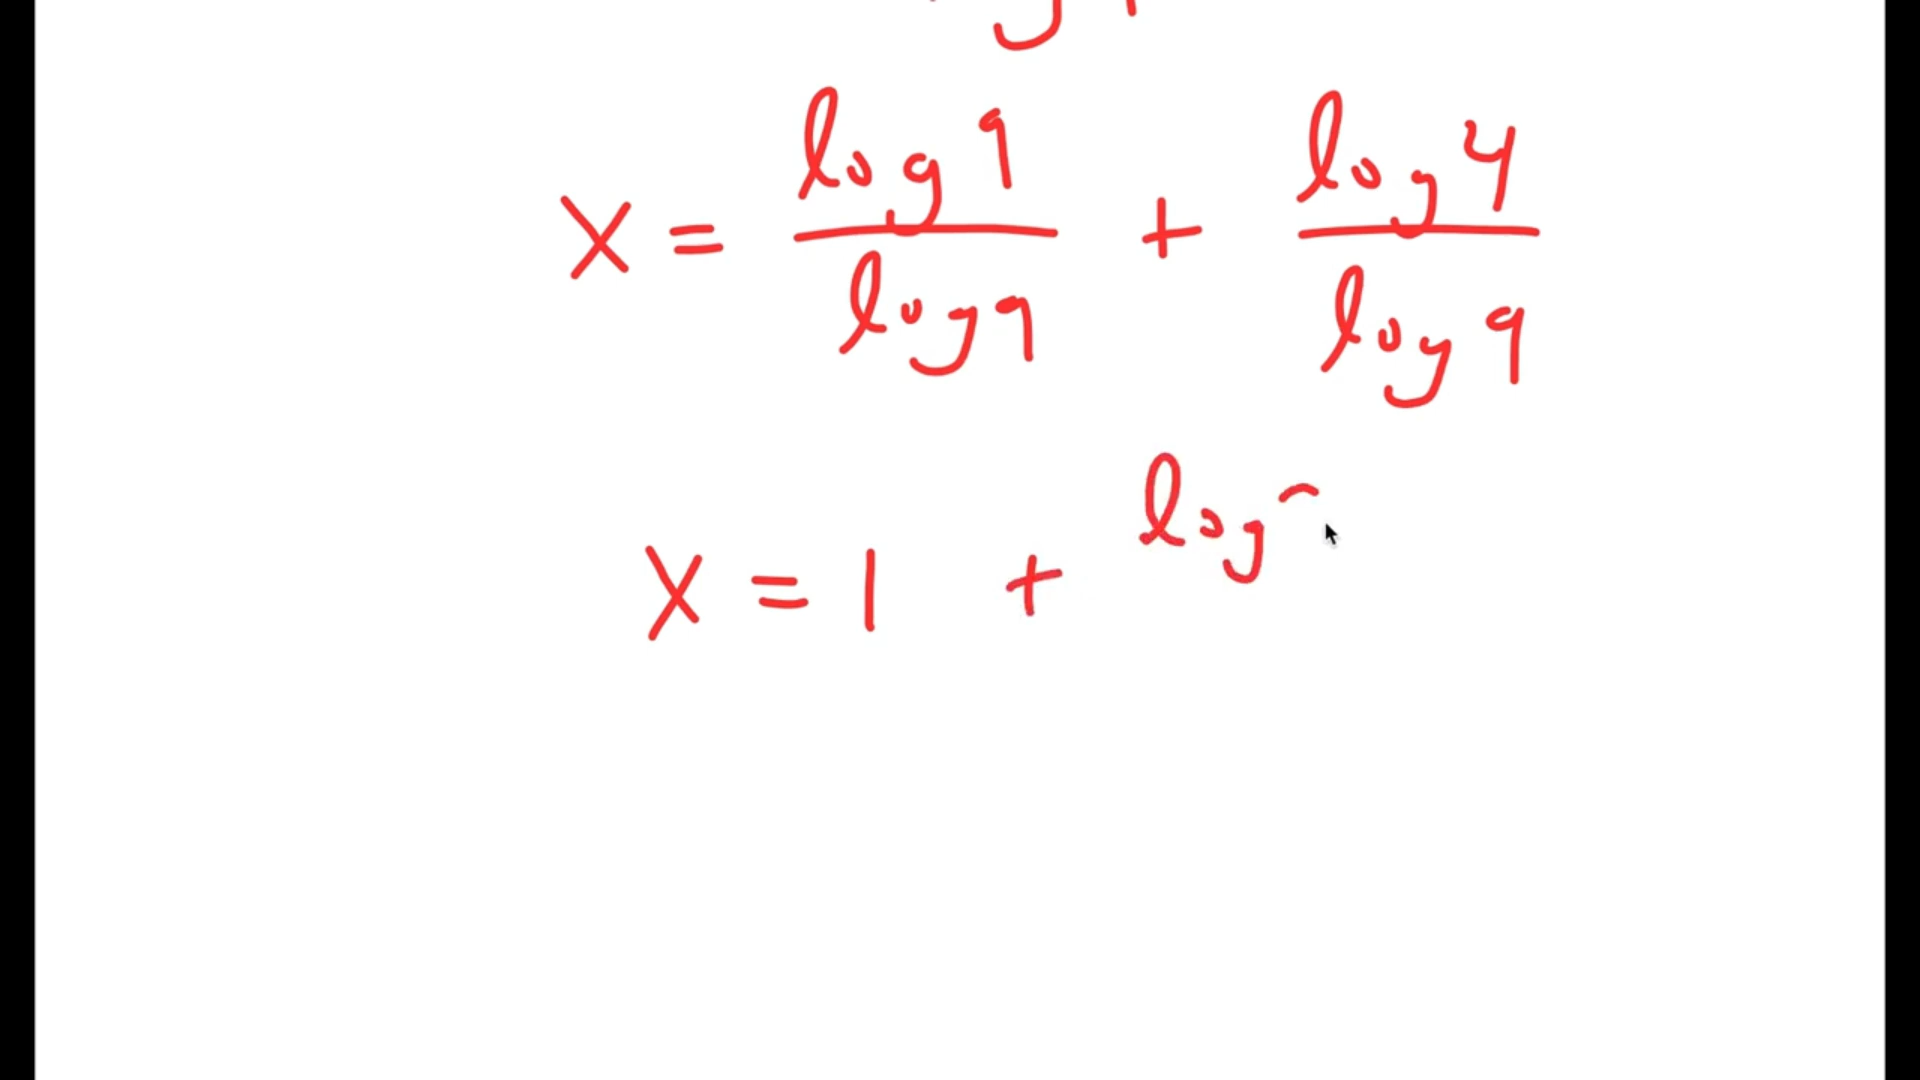 x = log 9 / log 9 + log 4 / log 9
x = 1 + log